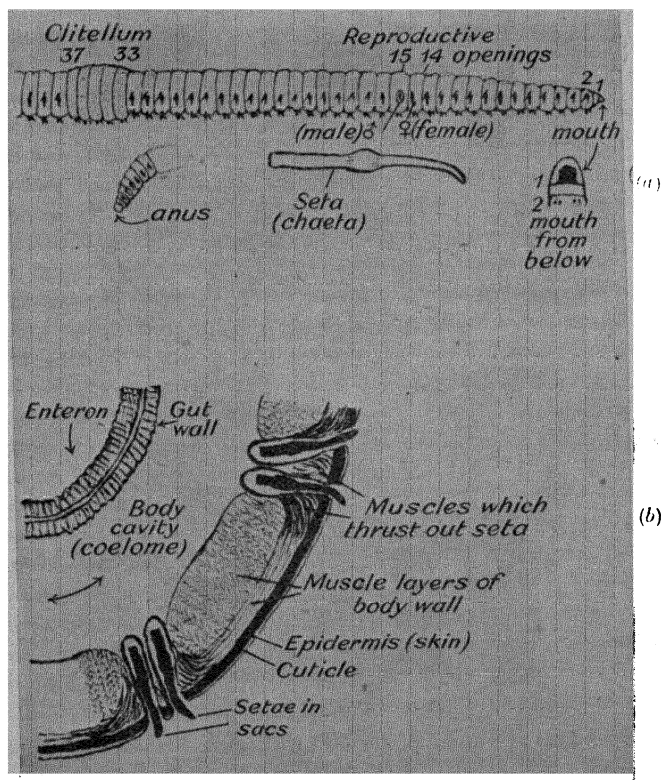 Clitellum
37 33
Reproductive
15 14 openings
2 1
(male)♂ ♀(female)
mouth
anus
Seta
(chaeta)
1
2
mouth
from
below
(a)
Enteron
Gut
wall
Body
cavity
(coelome)
Muscles which
thrust out seta
(b)
Muscle layers of
body wall
Epidermis (skin)
Cuticle
Setae in
sacs